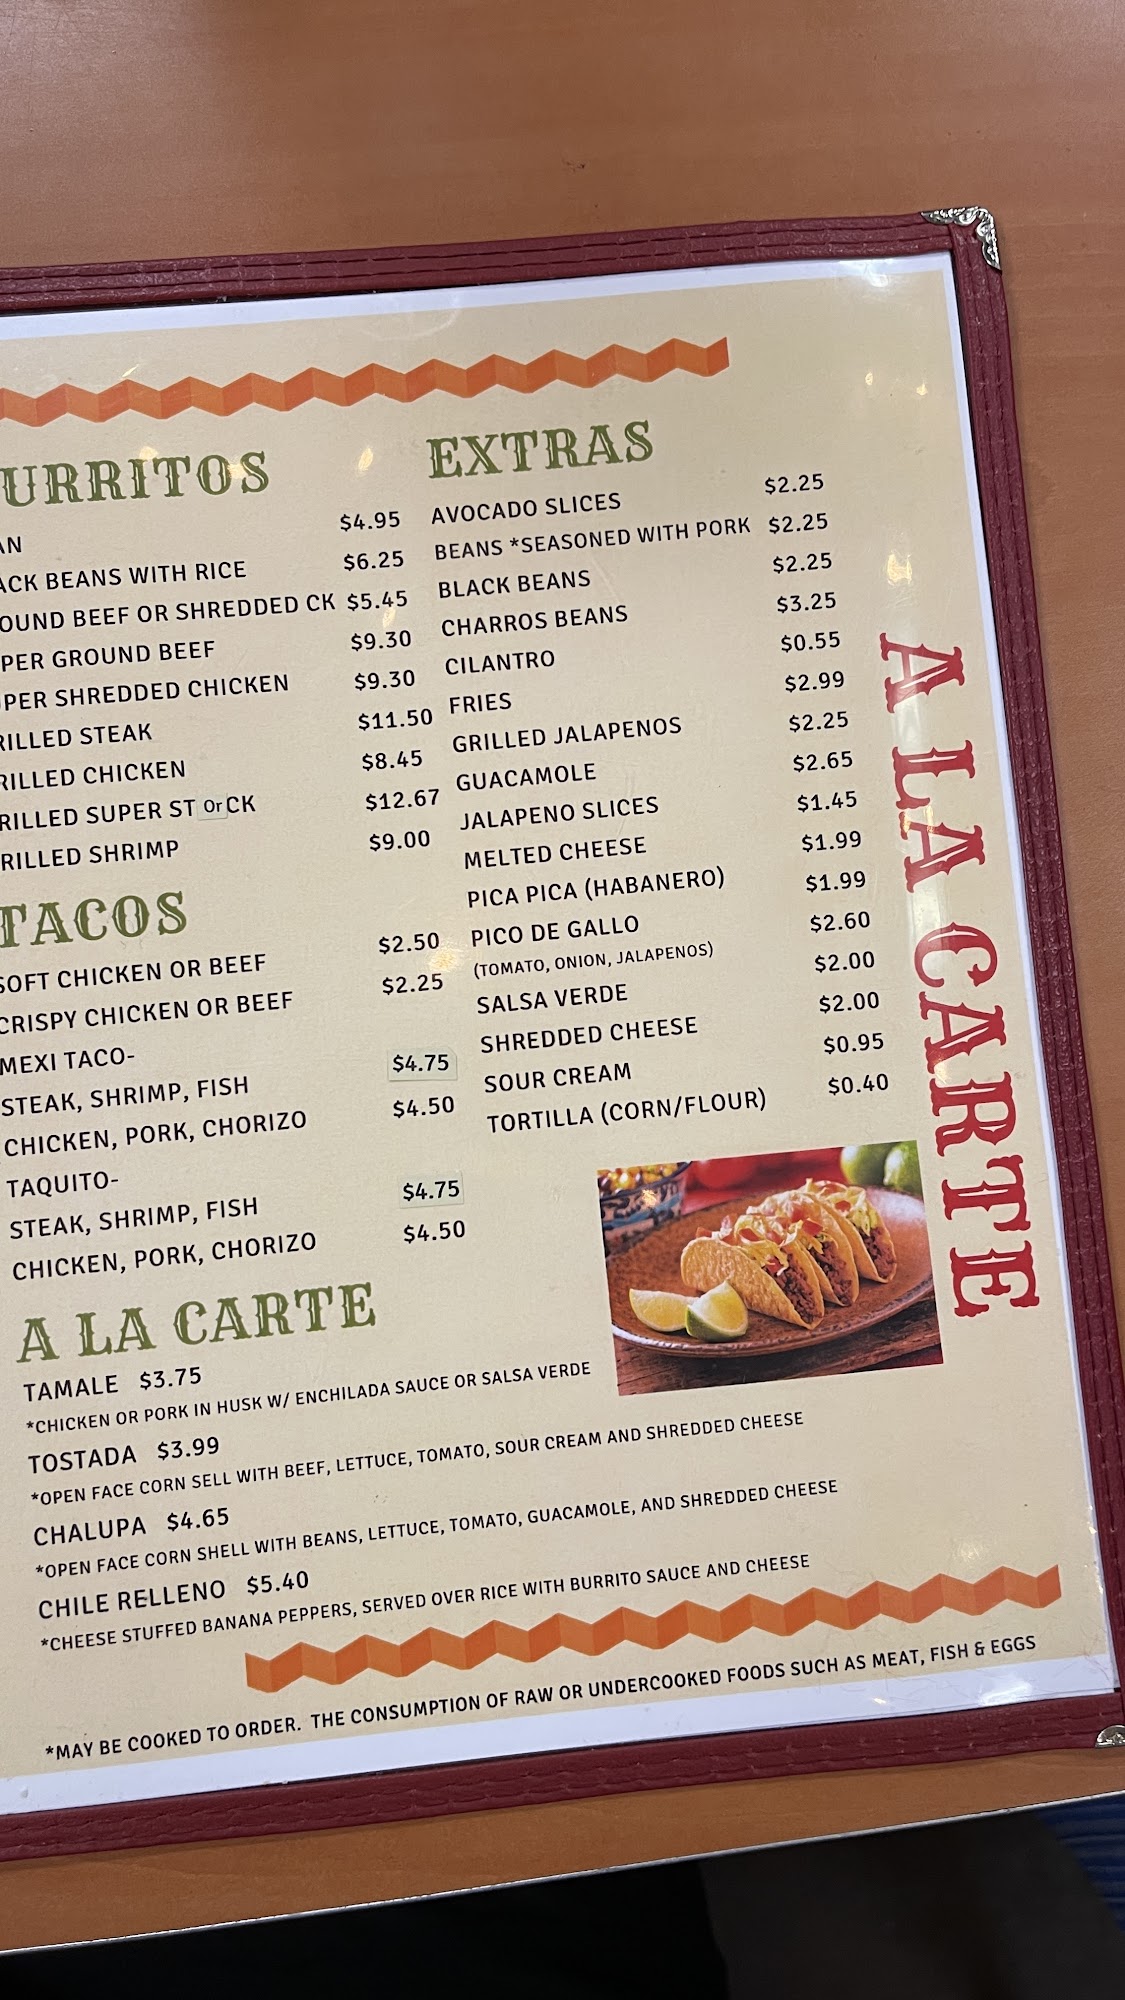 URRITOS
AN $4.95
ACK BEANS WITH RICE $6.25
OUND BEEF OR SHREDDED CK $5.45
PER GROUND BEEF $9.30
UPER SHREDDED CHICKEN $9.30
RILLED STEAK $11.50
RILLED CHICKEN $8.45
RILLED SUPER ST Or CK $12.67
RILLED SHRIMP $9.00
TACOS
SOFT CHICKEN OR BEEF $2.50
CRISPY CHICKEN OR BEEF $2.25
MEXI TACO-
STEAK, SHRIMP, FISH $4.75
CHICKEN, PORK, CHORIZO $4.50
TAQUITO-
STEAK, SHRIMP, FISH $4.75
CHICKEN, PORK, CHORIZO $4.50
EXTRAS
AVOCADO SLICES $2.25
BEANS *SEASONED WITH PORK $2.25
BLACK BEANS $2.25
CHARROS BEANS $3.25
CILANTRO $0.55
FRIES $2.99
GRILLED JALAPENOS $2.25
GUACAMOLE $2.65
JALAPENO SLICES $1.45
MELTED CHEESE $1.99
PICA PICA (HABANERO) $1.99
PICO DE GALLO $2.60
(TOMATO, ONION, JALAPENOS)
SALSA VERDE $2.00
SHREDDED CHEESE $2.00
SOUR CREAM $0.95
TORTILLA (CORN/FLOUR) $0.40
A LA CARTE
A LA CARTE
TAMALE $3.75
*CHICKEN OR PORK IN HUSK W/ ENCHILADA SAUCE OR SALSA VERDE
TOSTADA $3.99
*OPEN FACE CORN SELL WITH BEEF, LETTUCE, TOMATO, SOUR CREAM AND SHREDDED CHEESE
CHALUPA $4.65
*OPEN FACE CORN SHELL WITH BEANS, LETTUCE, TOMATO, GUACAMOLE, AND SHREDDED CHEESE
CHILE RELLENO $5.40
*CHEESE STUFFED BANANA PEPPERS, SERVED OVER RICE WITH BURRITO SAUCE AND CHEESE
*MAY BE COOKED TO ORDER. THE CONSUMPTION OF RAW OR UNDERCOOKED FOODS SUCH AS MEAT, FISH & EGGS